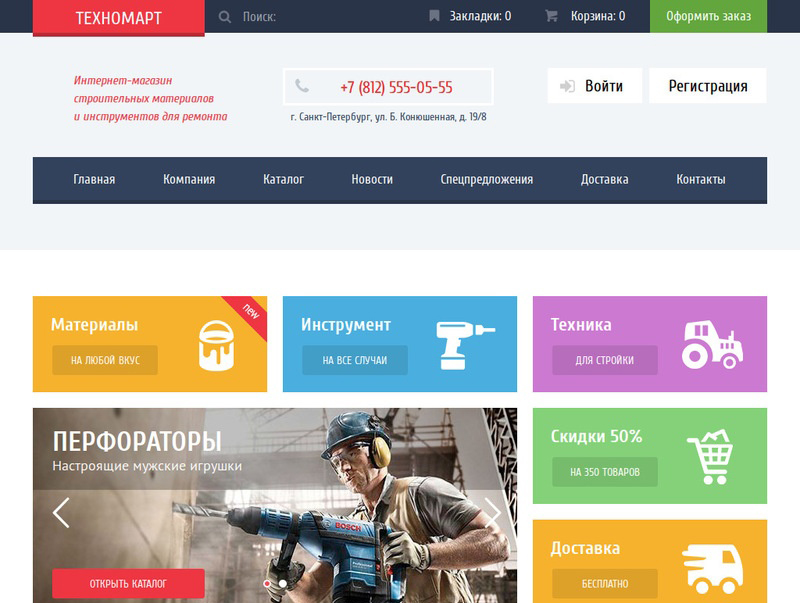 ТЕХНОМАРТ
Поиск:
Закладки: 0
Корзина: 0
Оформить заказ
Интернет-магазин
строительных материалов
и инструментов для ремонта
+7 (812) 555-05-55
г. Санкт-Петербург, ул. Б. Конюшенная, д. 19/8
Войти
Регистрация
Главная
Компания
Каталог
Новости
Спецпредложения
Доставка
Контакты
Материалы
НА ЛЮБОЙ ВКУС
new
Инструмент
НА ВСЕ СЛУЧАИ
Техника
ДЛЯ СТРОЙКИ
ПЕРФОРАТОРЫ
Настроящие мужские игрушки
BOSCH
ОТКРЫТЬ КАТАЛОГ
Скидки 50%
НА 350 ТОВАРОВ
Доставка
БЕСПЛАТНО